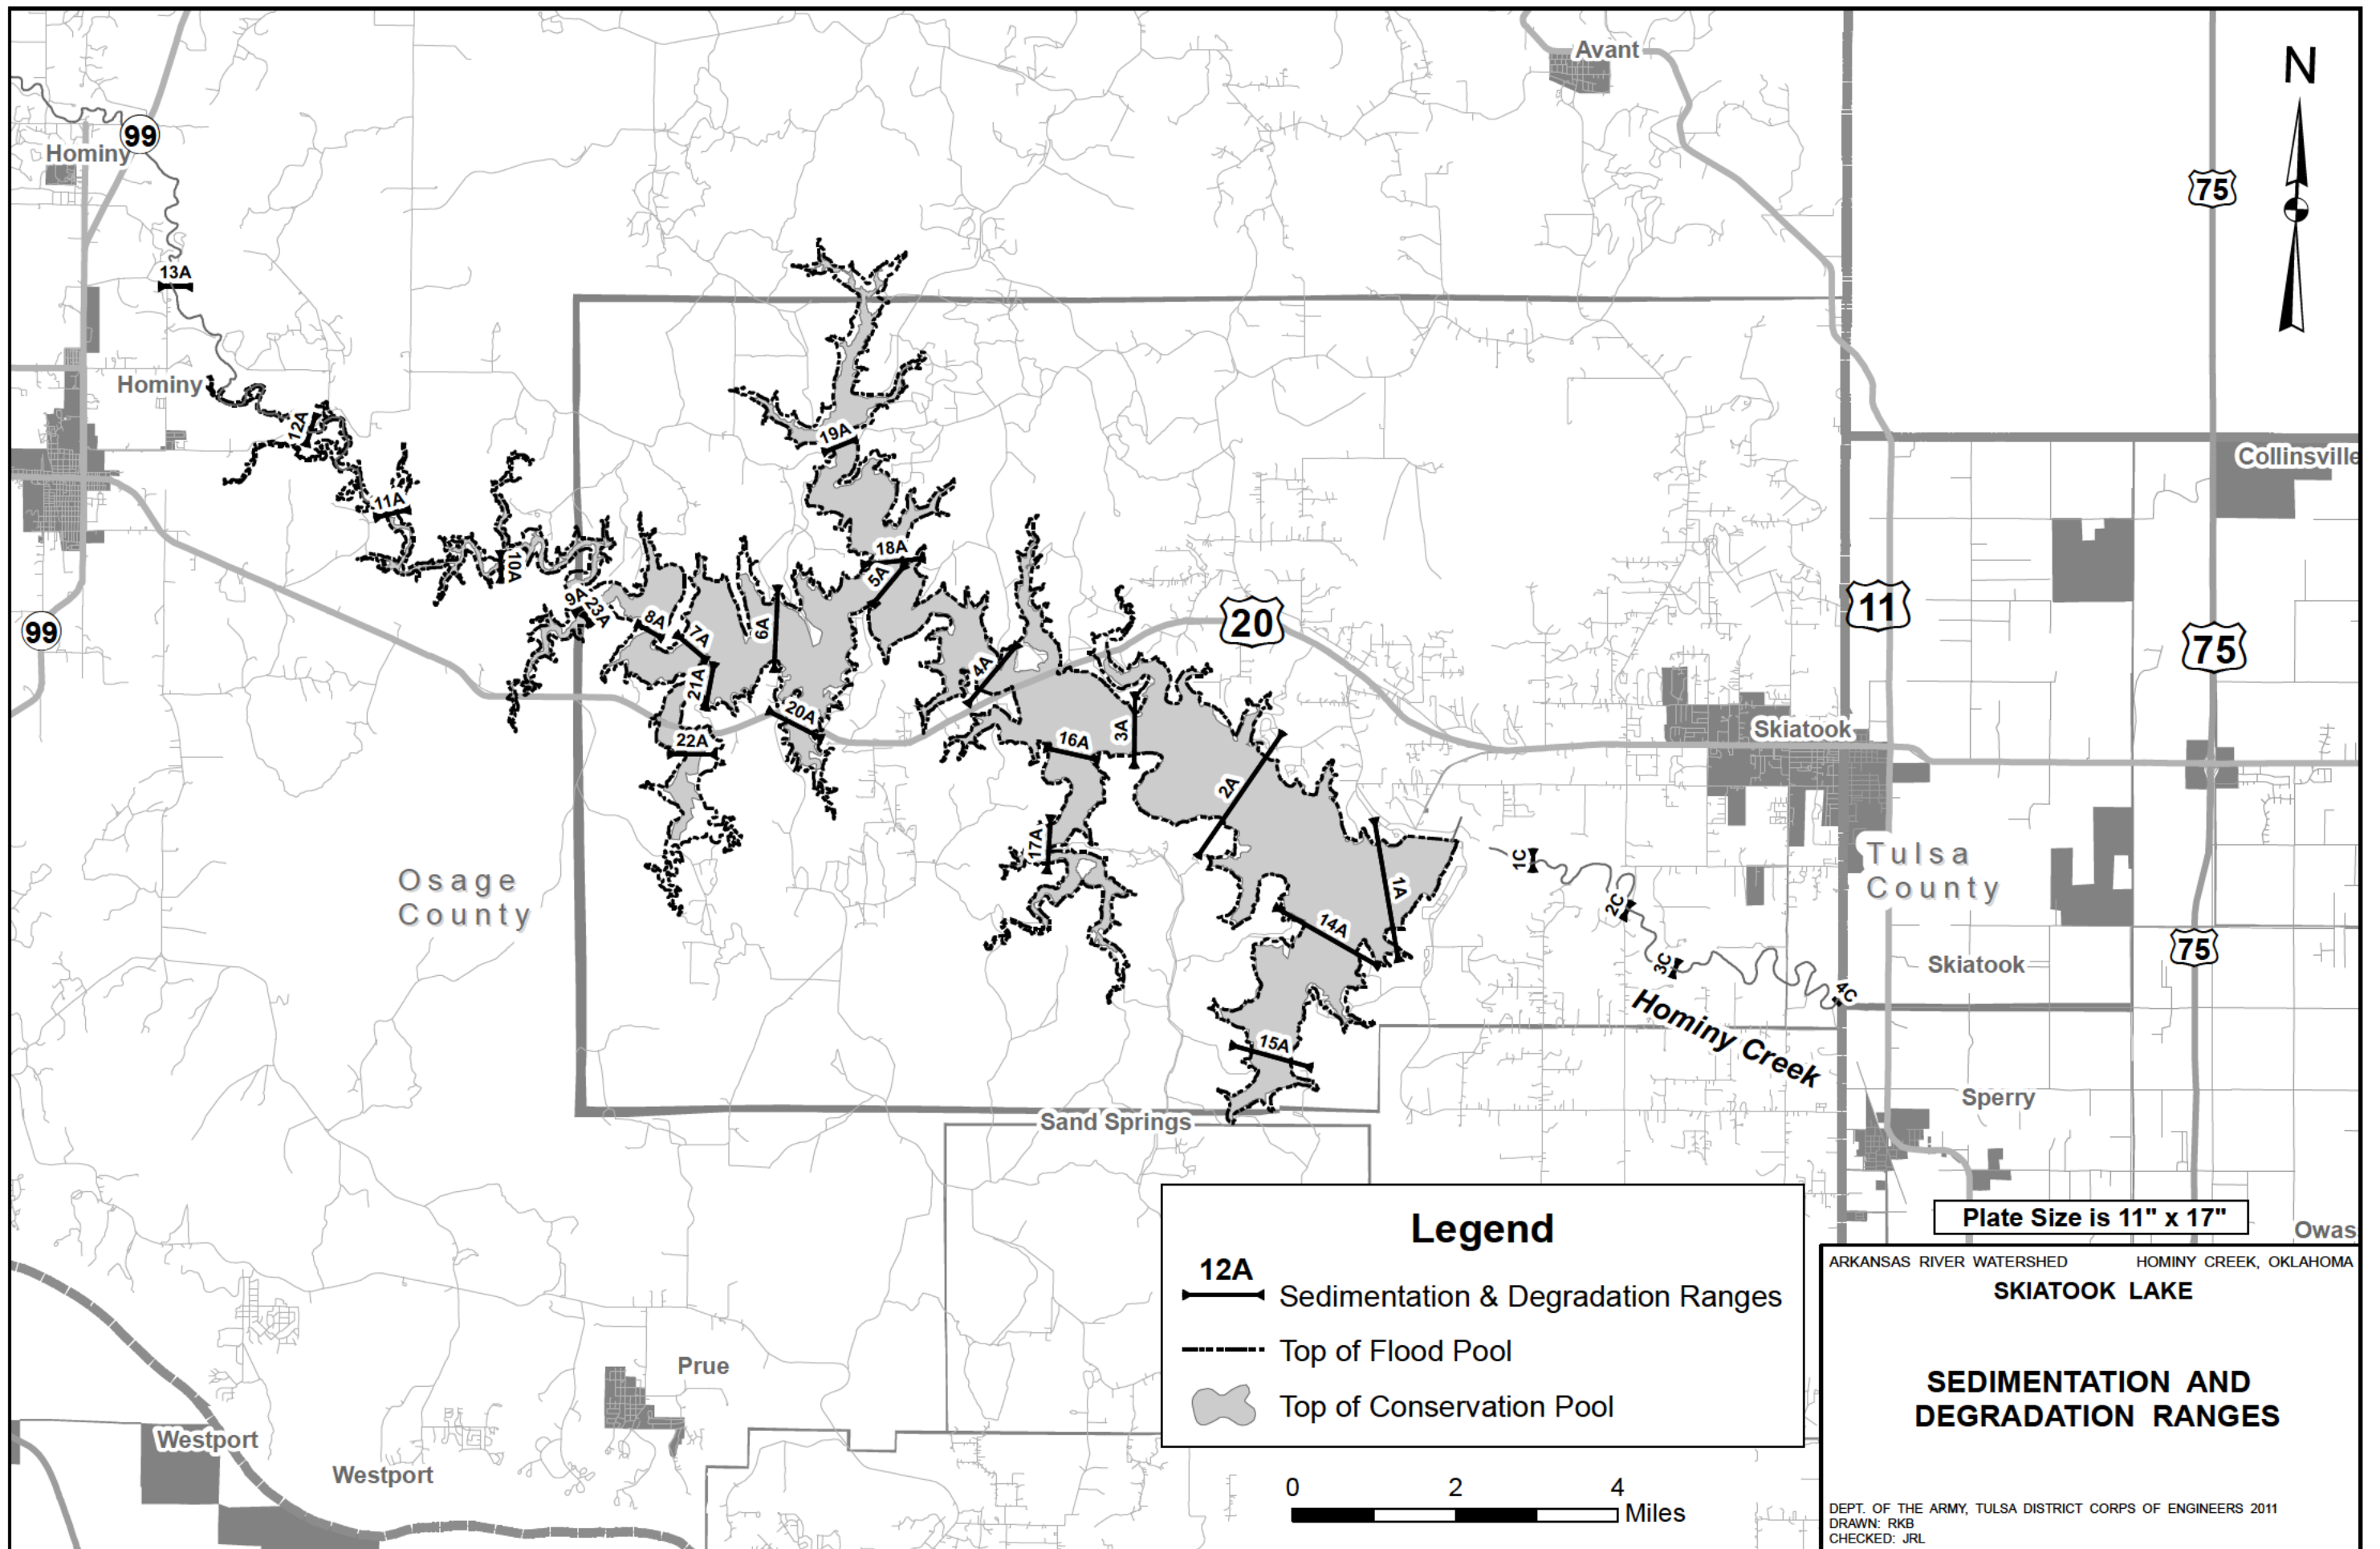 Avant
N
99
Hominy
75
13A
Hominy
12A
19A
Collinsville
11A
18A
10A
5A
9A
23A
8A
7A
6A
20
11
99
75
4A
21A
20A
22A
16A
3A
Skiatook
2A
17A
1C
Tulsa
County
Osage
County
1A
2C
14A
75
3C
Skiatook
4C
Hominy Creek
15A
Sperry
Sand Springs
Plate Size is 11" x 17"
Owas
Legend
12A
Sedimentation & Degradation Ranges
Top of Flood Pool
Top of Conservation Pool
ARKANSAS RIVER WATERSHED HOMINY CREEK, OKLAHOMA
SKIATOOK LAKE
SEDIMENTATION AND
DEGRADATION RANGES
Prue
Westport
Westport
0 2 4
Miles
DEPT. OF THE ARMY, TULSA DISTRICT CORPS OF ENGINEERS 2011
DRAWN: RKB
CHECKED: JRL